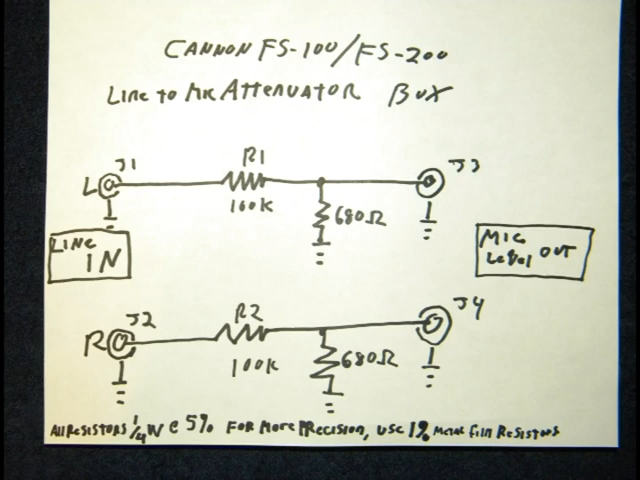 CANNON FS-100/FS-200
LINE TO MIC ATTENUATOR BOX
J1 R1 J3
L
100K 680Ω
LINE IN
MIC LEVEL OUT
J2 R2 J4
R
100K 680Ω
All RESISTORS 1/4 W @ 5% FOR MORE PRECISION, USE 1% METAL FILM RESISTORS